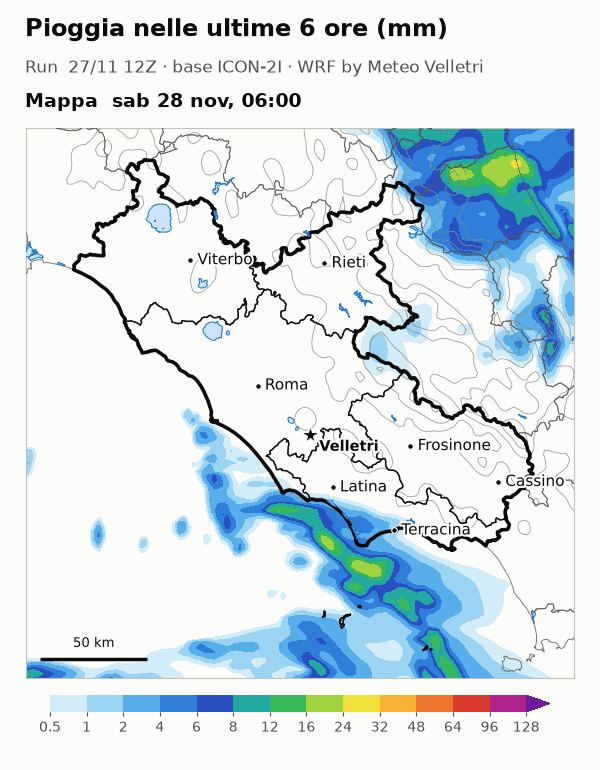 Pioggia nelle ultime 6 ore (mm)
Run  27/11 12Z · base ICON-2I · WRF by Meteo Velletri
Mappa  sab 28 nov, 06:00
Viterbo
Rieti
Roma
Velletri
Frosinone
Cassino
Latina
Terracina
50 km
0.5 1 2 4 6 8 12 16 24 32 48 64 96 128